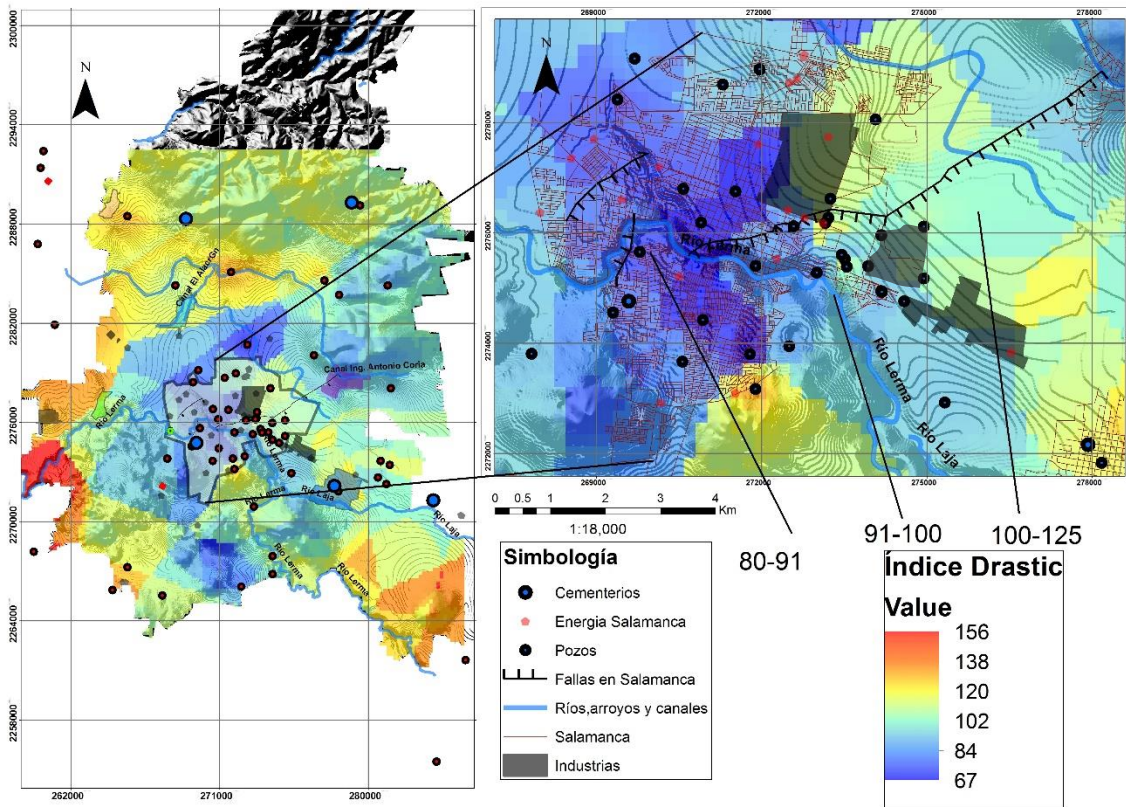 2300000
2294000
2288000
2282000
2276000
2270000
2264000
2258000
262000
271000
280000
N
Canal El Alacrán
Canal Ing. Antonio Coria
Río Lerma
Río Lerma
Río Lerma
Río Laja
Río Laja
Río Lerma
Río Lerma
269000
272000
275000
278000
N
2278000
2276000
2274000
2272000
Río Lerma
Río Lerma
Río Laja
269000
272000
275000
278000
0 0.5 1 2 3 4
Km
1:18,000
80-91
91-100
100-125
Simbología
Cementerios
Energia Salamanca
Pozos
Fallas en Salamanca
Ríos,arroyos y canales
Salamanca
Industrias
Índice Drastic
Value
156
138
120
102
84
67